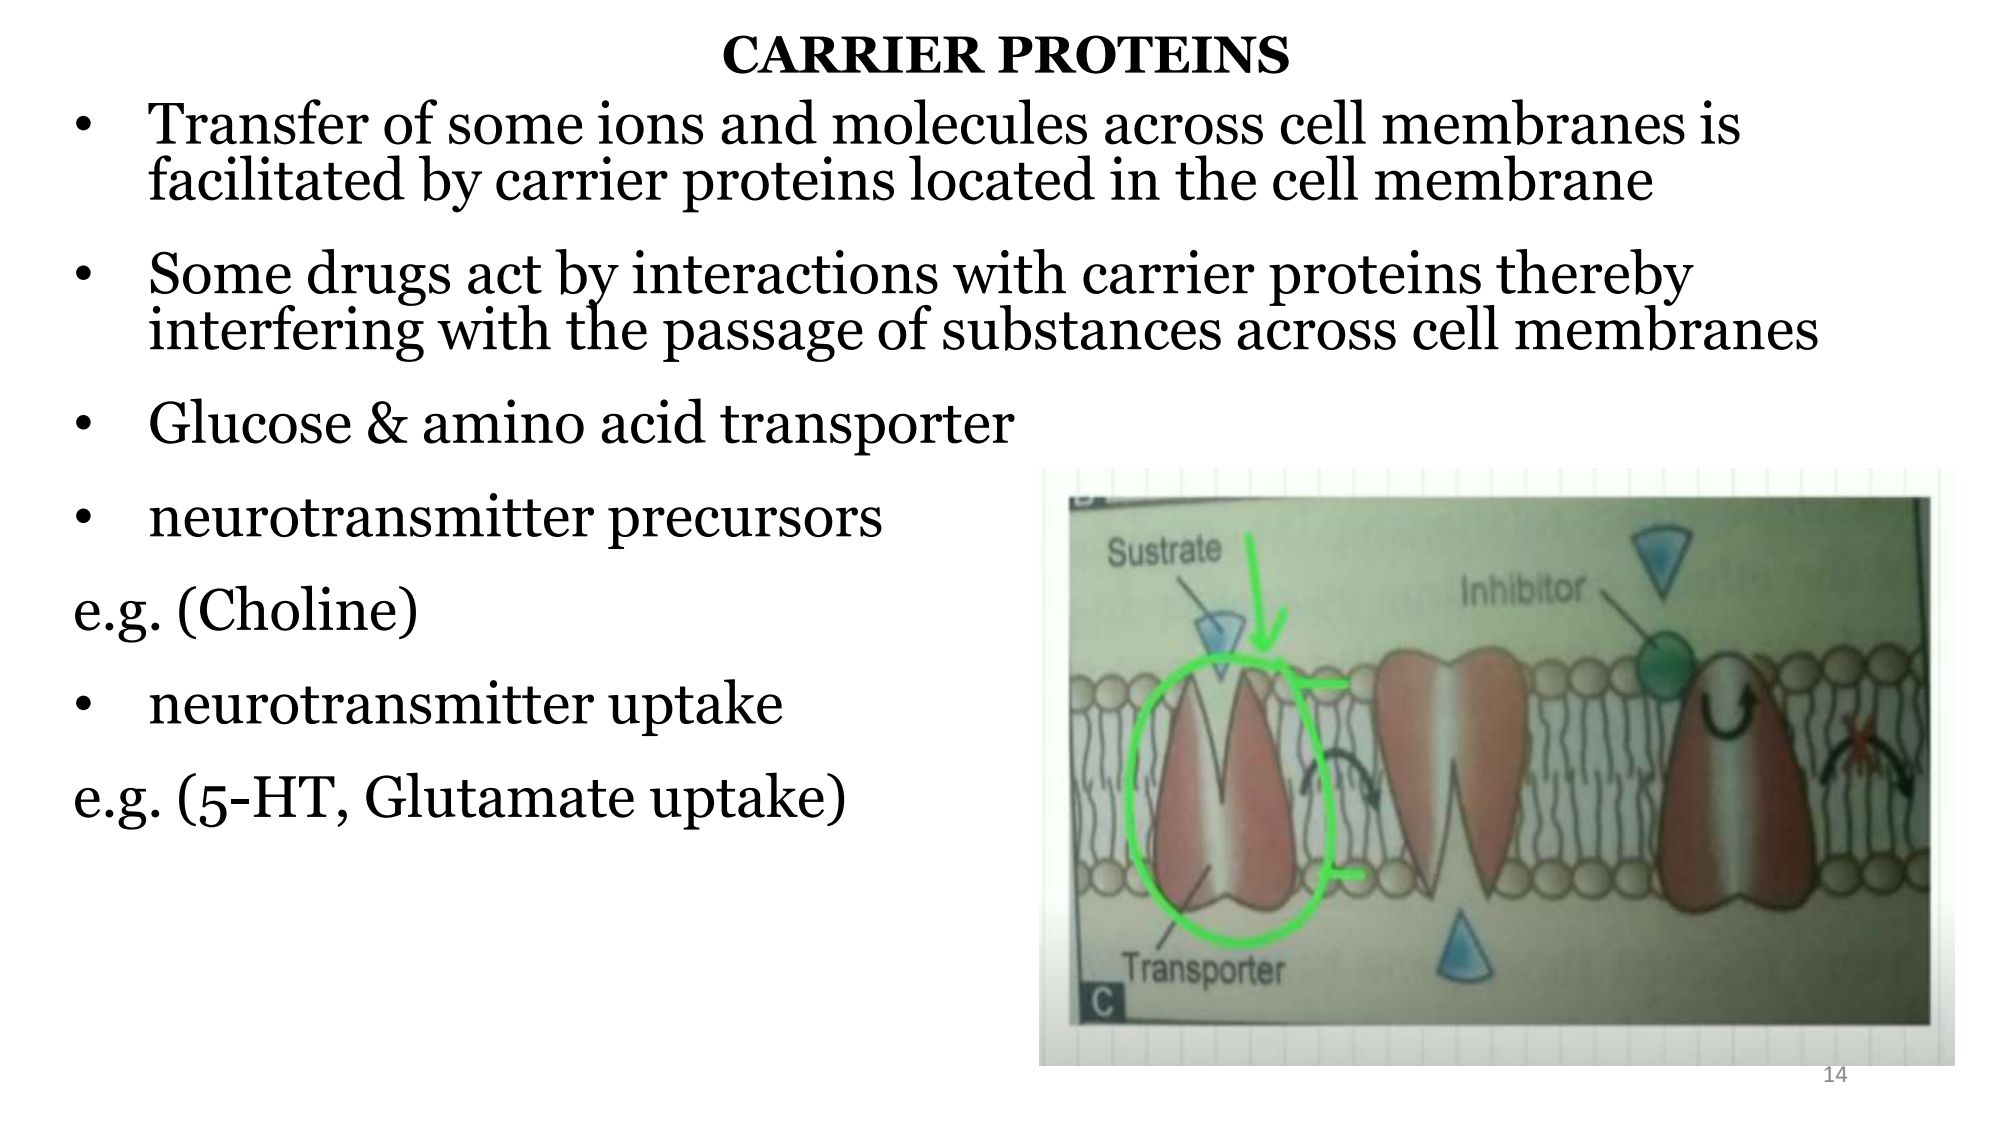 CARRIER PROTEINS
• Transfer of some ions and molecules across cell membranes is
facilitated by carrier proteins located in the cell membrane
• Some drugs act by interactions with carrier proteins thereby
interfering with the passage of substances across cell membranes
• Glucose & amino acid transporter
• neurotransmitter precursors
e.g. (Choline)
• neurotransmitter uptake
e.g. (5-HT, Glutamate uptake)
Sustrate
Inhibitor
Transporter
C
14